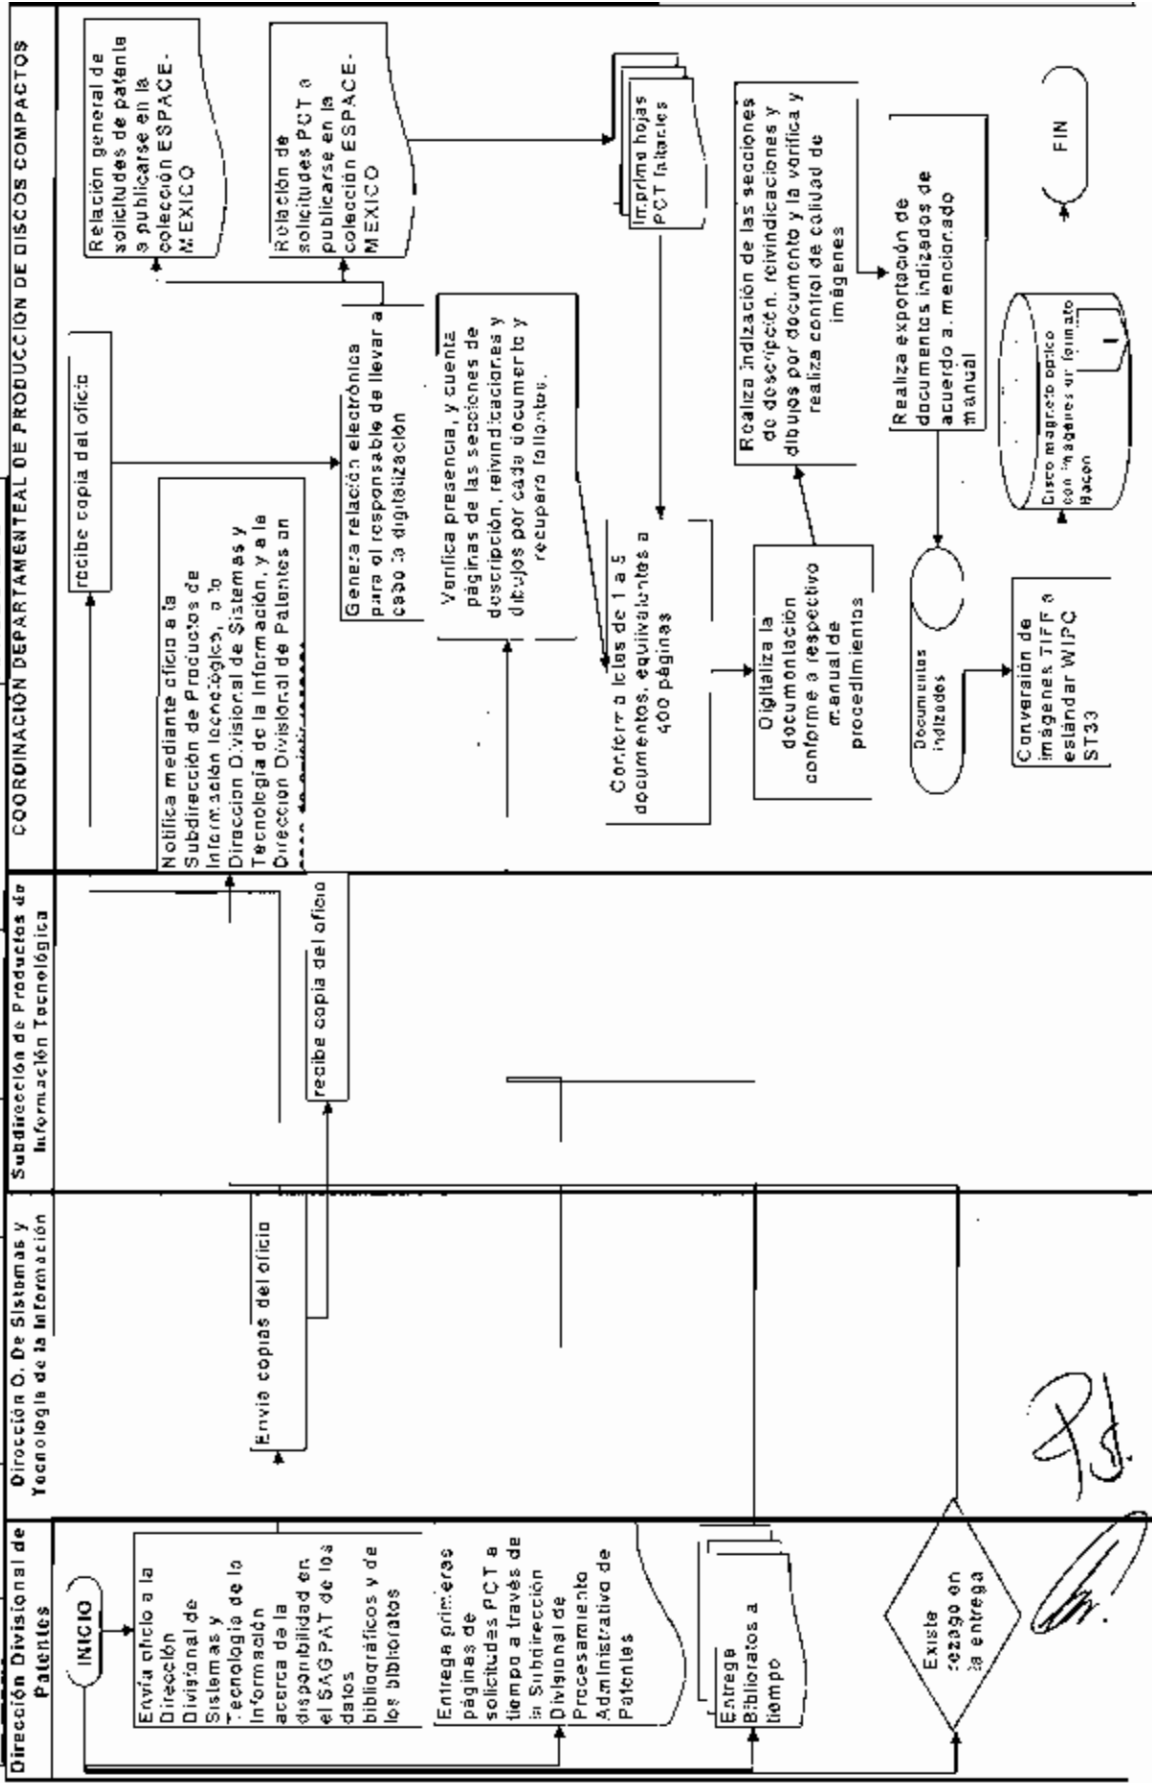 Dirección Divisional de
Patentes
Dirección D. De Sistemas y
Tecnología de la Información
Subdirección de Productos de
Información Tecnológica
COORDINACIÓN DEPARTAMENTEAL DE PRODUCCION DE DISCOS COMPACTOS
INICIO
Envía oficio a la
Dirección
Divisional de
Sistemas y
Tecnología de la
Información
acerca de la
disponibilidad en
el SAGPAT de los
datos
bibliográficos y de
los biblioratos
Entrega primeras
páginas de
solicitudes PCT a
tiempo a través de
la Subdirección
Divisional de
Procesamiento
Administrativo de
Patentes
Entrega
Biblioratos a
tiempo
Existe
rezago en
la entrega
Envía copias del oficio
recibe copia del oficio
recibe copia del oficio
Notifica mediante oficio a la
Subdirección de Productos de
Información tecnológica, a la
Dirección Divisional de Sistemas y
Tecnología de la Información, y a la
Dirección Divisional de Patentes en
Genera relación electrónica
para el responsable de llevar a
cabo la digitalización
Relación general de
solicitudes de patente
a publicarse en la
colección ESPACE-
MEXICO
Relación de
solicitudes PCT a
publicarse en la
colección ESPACE-
MEXICO
Verifica presencia, y cuenta
páginas de las secciones de
descripción, reivindicaciones y
dibujos por cada documento y
recupera faltantes.
Imprime hojas
PCT faltantes
Conforma lotes de 1 a 5
documentos, equivalentes a
400 páginas
Digitaliza la
documentación
conforme a respectivo
manual de
procedimientos
Realiza indización de las secciones
de descripción, reivindicaciones y
dibujos por documento y la verifica y
realiza control de calidad de
imágenes
Realiza exportación de
documentos indizados de
acuerdo a mencionado
manual
Documentos
indizados
Conversión de
imágenes TIFF a
estándar WIPO
ST33
Disco magneto óptico
con imágenes en formato
Bacon
1
FIN